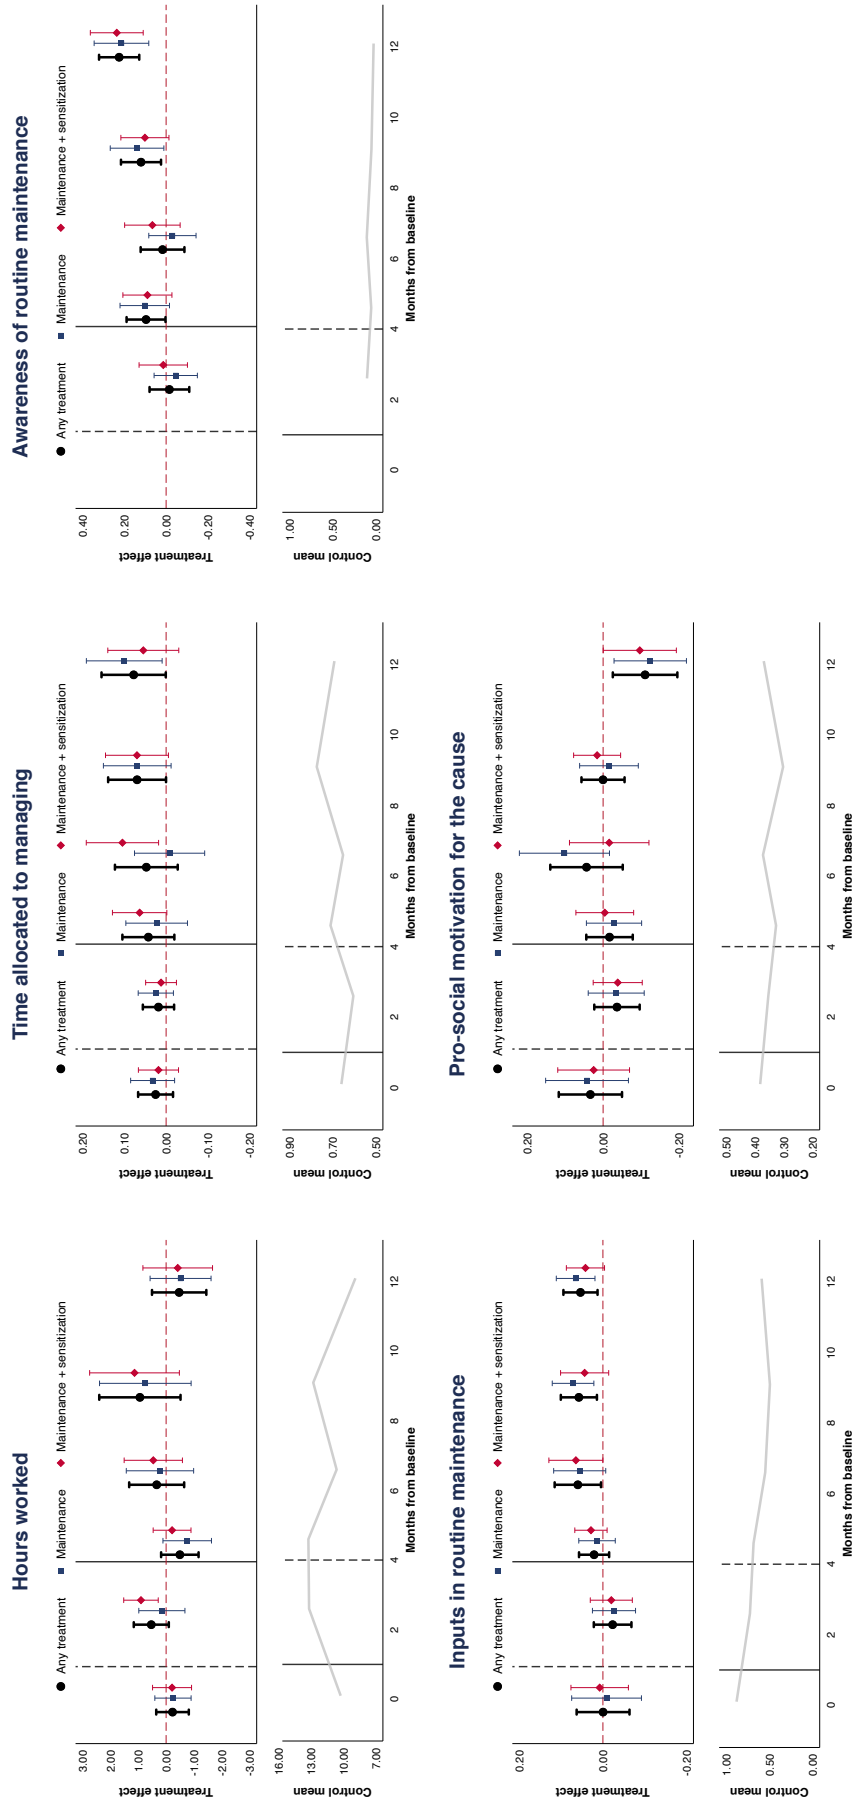 Hours worked
Any treatment Maintenance Maintenance + sensitization
Treatment effect
3.00
2.00
1.00
0.00
-1.00
-2.00
-3.00
Control mean
16.00
13.00
10.00
7.00
0 2 4 6 8 10 12
Months from baseline
Time allocated to managing
Any treatment Maintenance Maintenance + sensitization
Treatment effect
0.20
0.10
0.00
-0.10
-0.20
Control mean
0.90
0.70
0.50
0 2 4 6 8 10 12
Months from baseline
Awareness of routine maintenance
Any treatment Maintenance Maintenance + sensitization
Treatment effect
0.40
0.20
0.00
-0.20
-0.40
Control mean
1.00
0.50
0.00
0 2 4 6 8 10 12
Months from baseline
Inputs in routine maintenance
Any treatment Maintenance Maintenance + sensitization
Treatment effect
0.20
0.00
-0.20
Control mean
1.00
0.50
0.00
0 2 4 6 8 10 12
Months from baseline
Pro-social motivation for the cause
Any treatment Maintenance Maintenance + sensitization
Treatment effect
0.20
0.00
-0.20
Control mean
0.50
0.40
0.30
0.20
0 2 4 6 8 10 12
Months from baseline